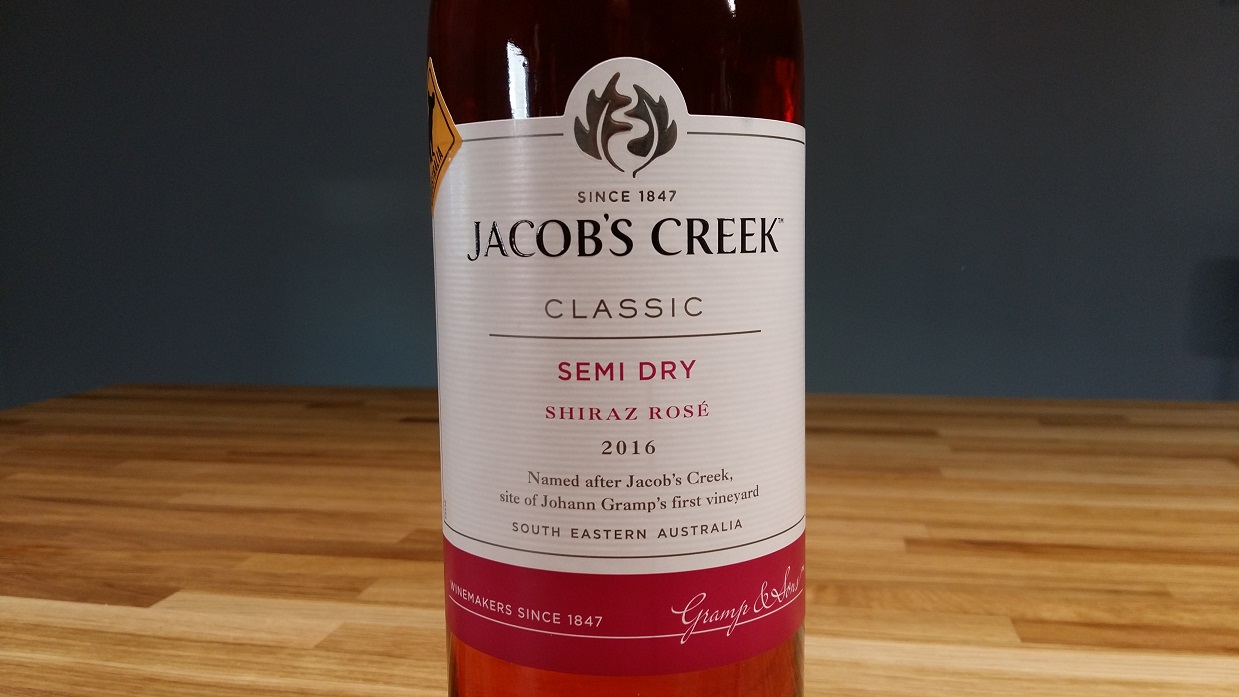 SINCE 1847
JACOB'S CREEK™
CLASSIC
SEMI DRY
SHIRAZ ROSÉ
2016
Named after Jacob's Creek,
site of Johann Gramp's first vineyard
SOUTH EASTERN AUSTRALIA
WINEMAKERS SINCE 1847
Gramp & Sons™